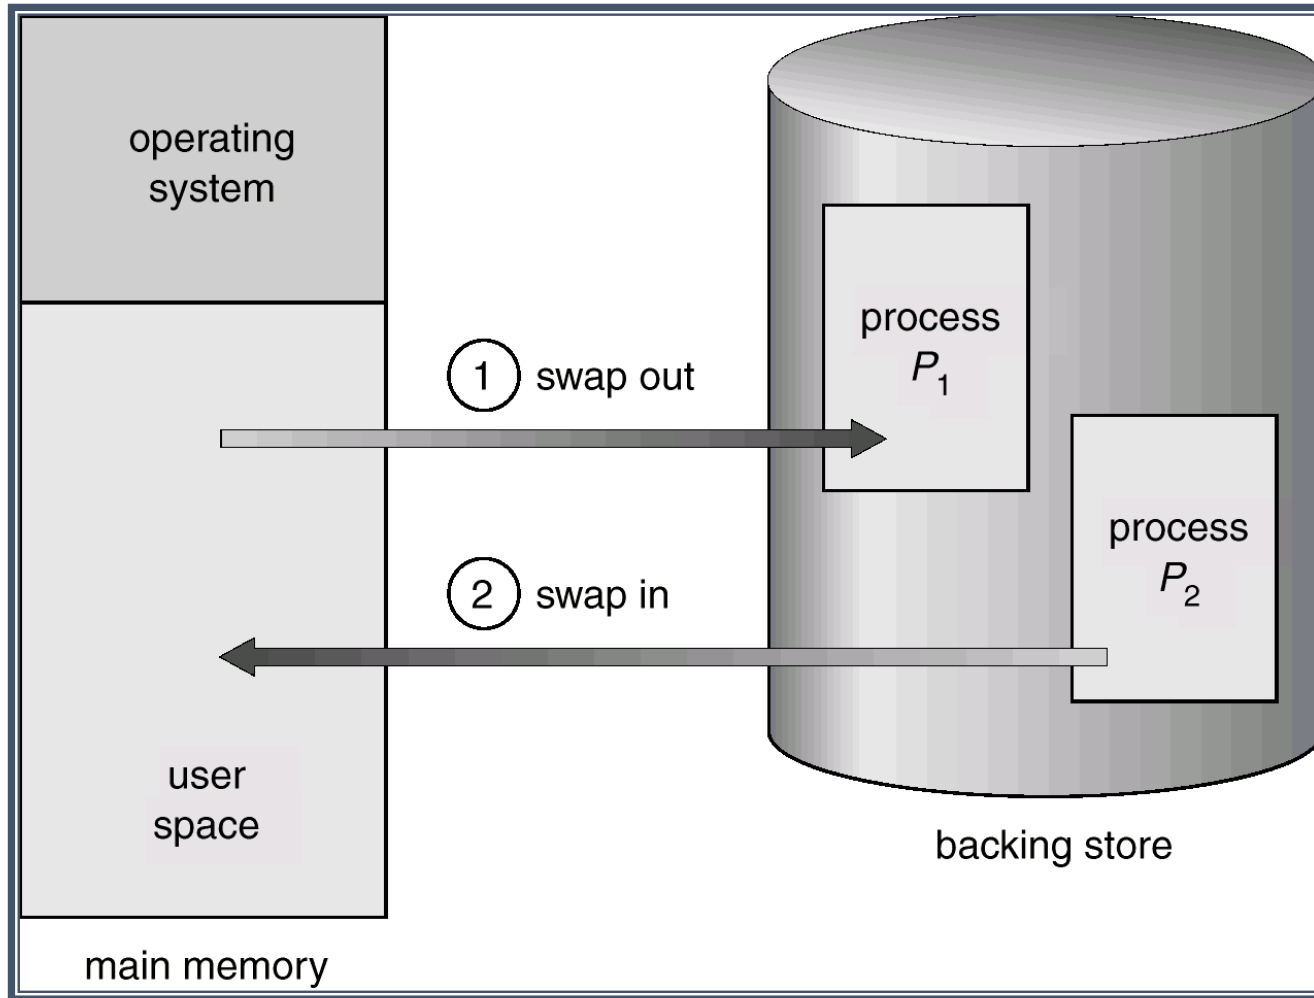 operating
system
process
P1
1 swap out
process
P2
2 swap in
user
space
backing store
main memory